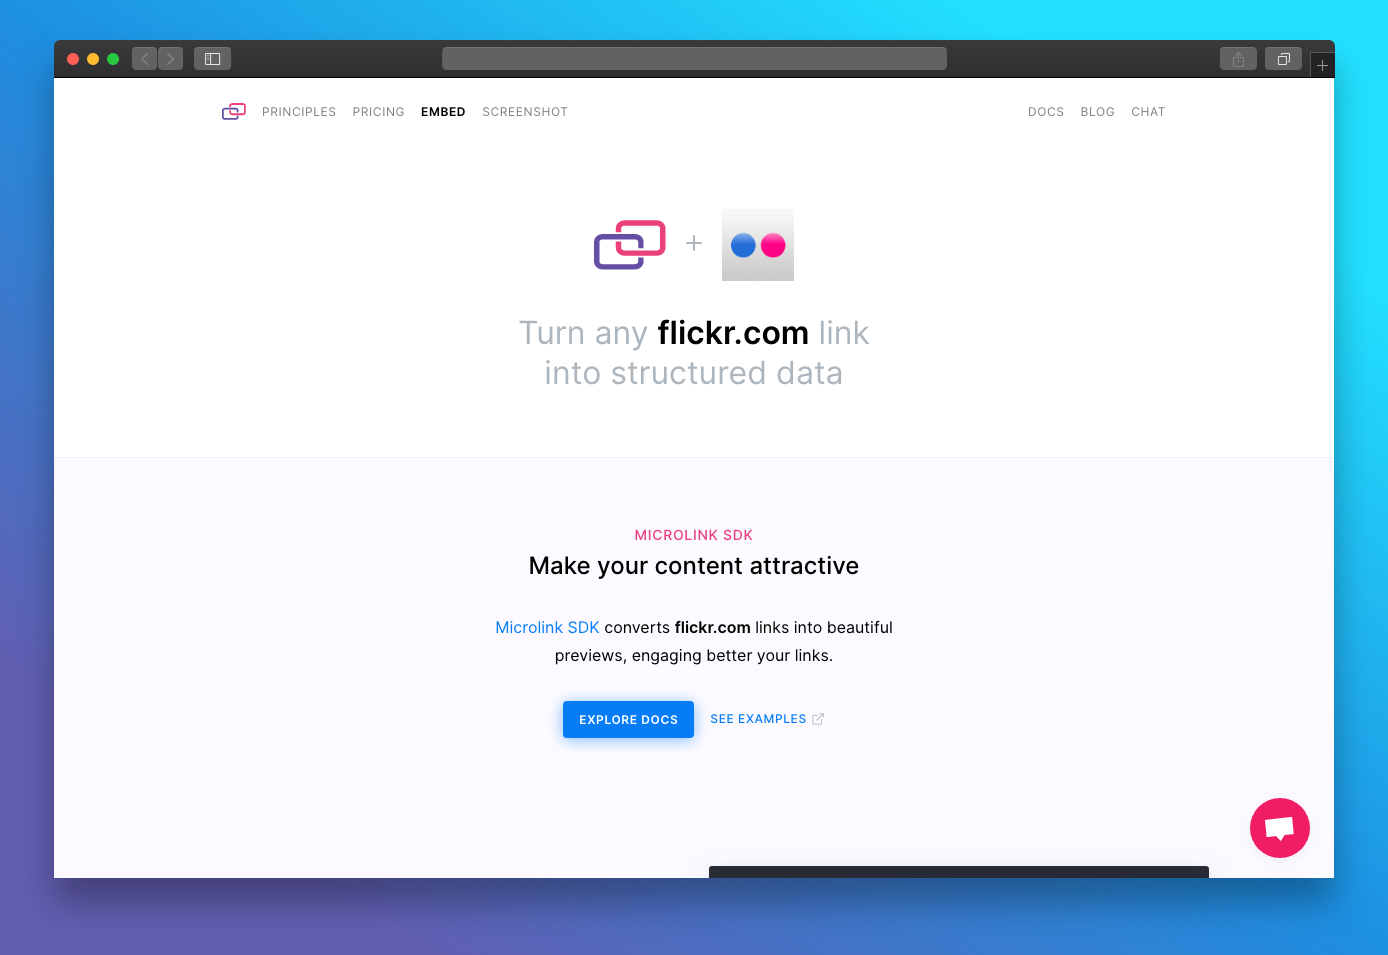 PRINCIPLES PRICING EMBED SCREENSHOT DOCS BLOG CHAT
Turn any flickr.com link
into structured data
MICROLINK SDK
Make your content attractive
Microlink SDK converts flickr.com links into beautiful
previews, engaging better your links.
EXPLORE DOCS SEE EXAMPLES